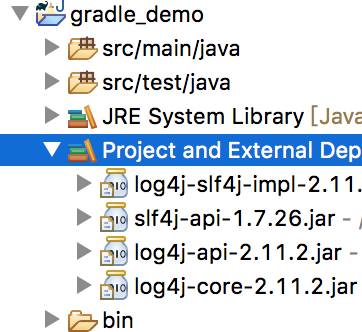 gradle_demo
src/main/java
src/test/java
JRE System Library [Java
Project and External Dep
log4j-slf4j-impl-2.11.
slf4j-api-1.7.26.jar - /
log4j-api-2.11.2.jar -
log4j-core-2.11.2.jar
bin